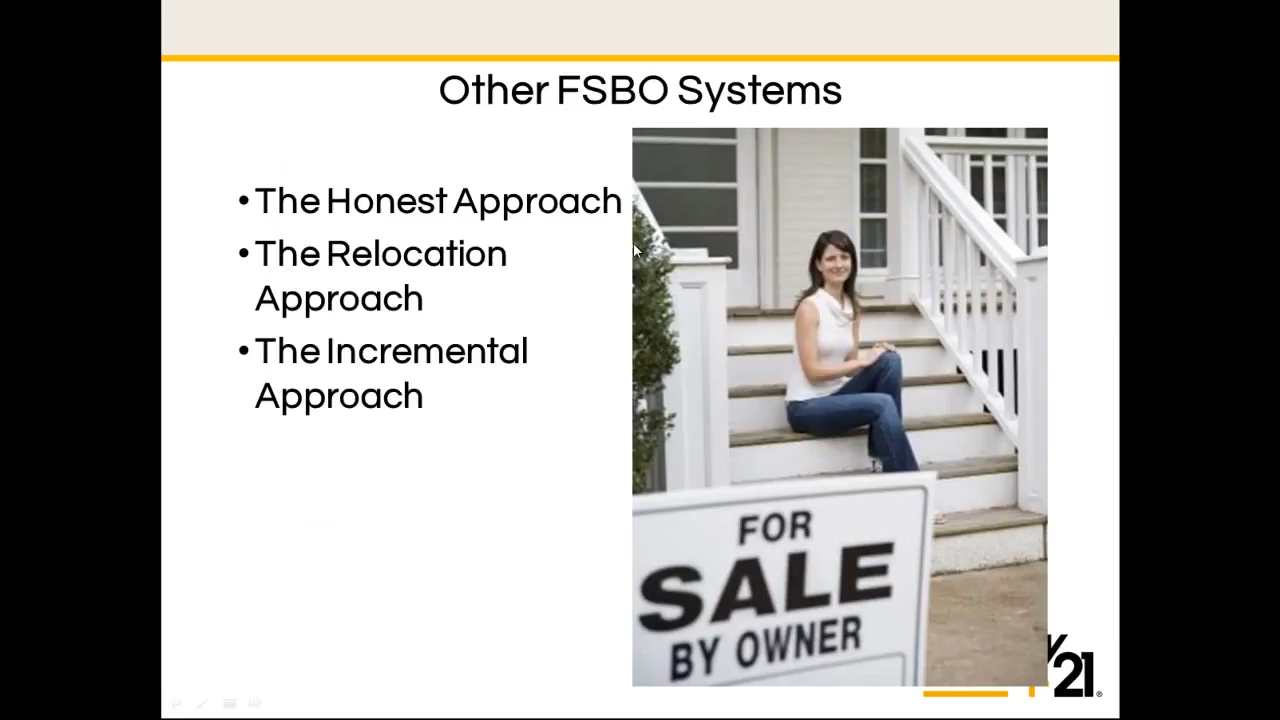 Other FSBO Systems
• The Honest Approach
• The Relocation
Approach
• The Incremental
Approach
FOR
SALE
BY OWNER
21®